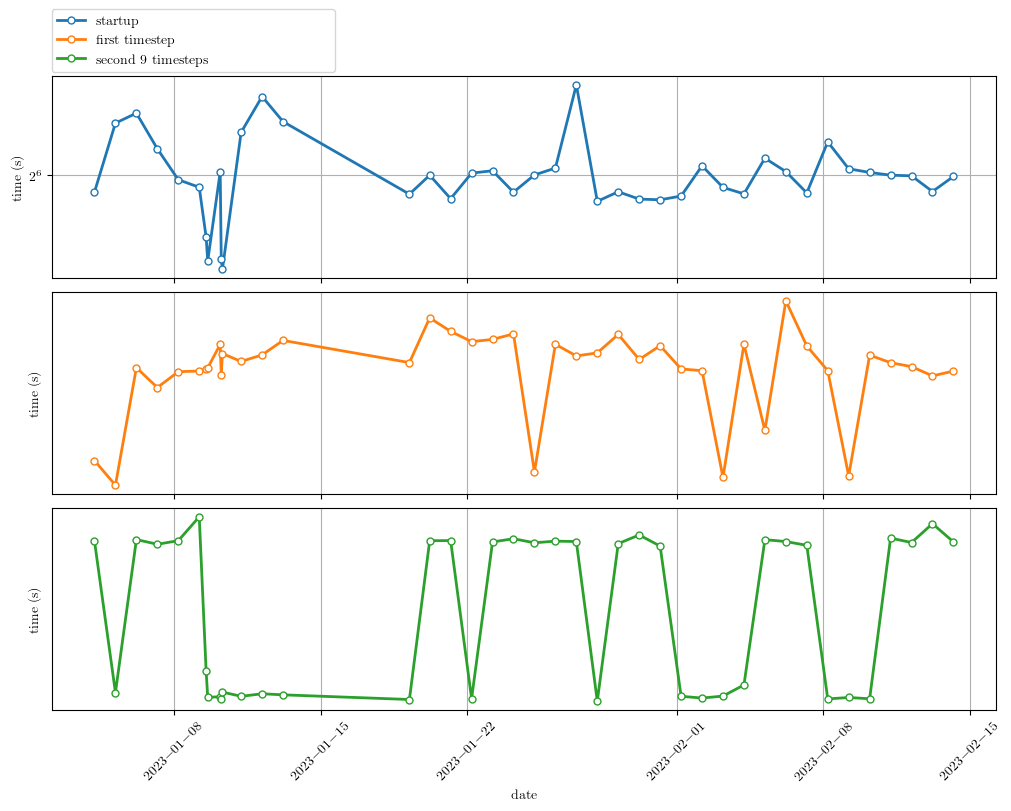 startup
first timestep
second 9 timesteps
time (s)
2^6
time (s)
time (s)
2023−01−08
2023−01−15
2023−01−22
2023−02−01
2023−02−08
2023−02−15
date